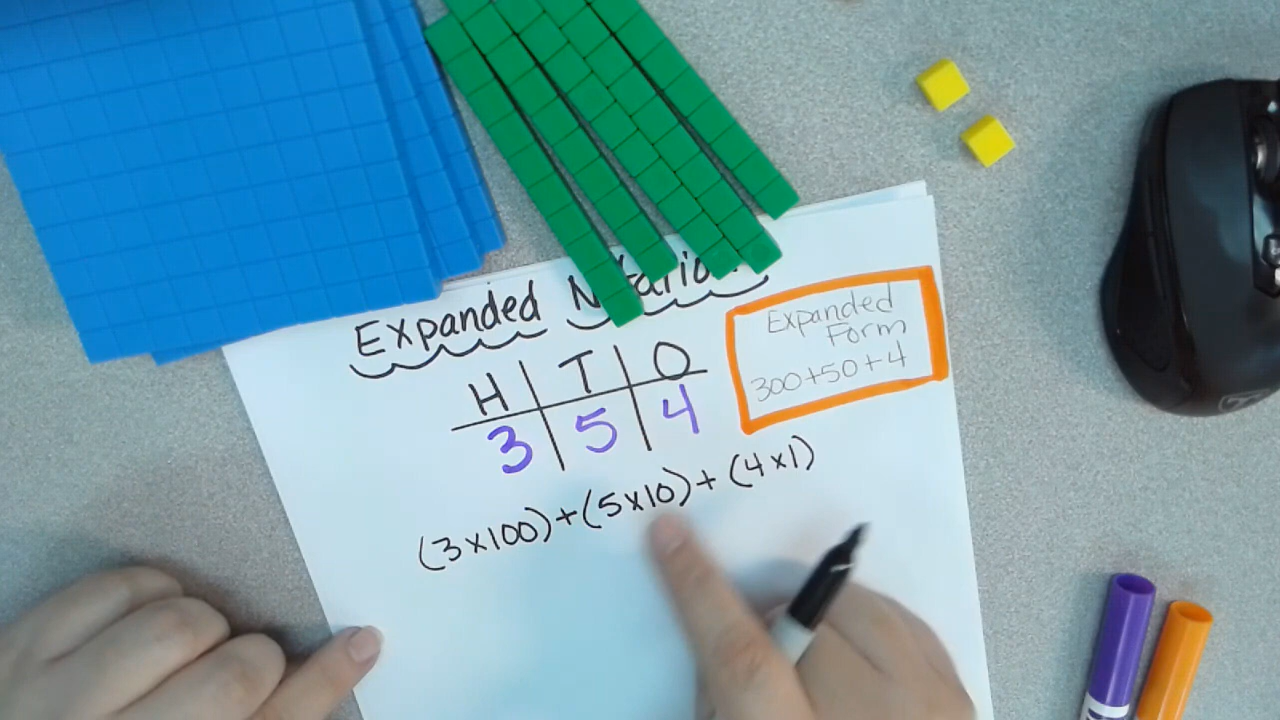 Expanded Notation
H T O
3 5 4
Expanded
Form
300+50+4
(3x100)+(5x10)+(4x1)